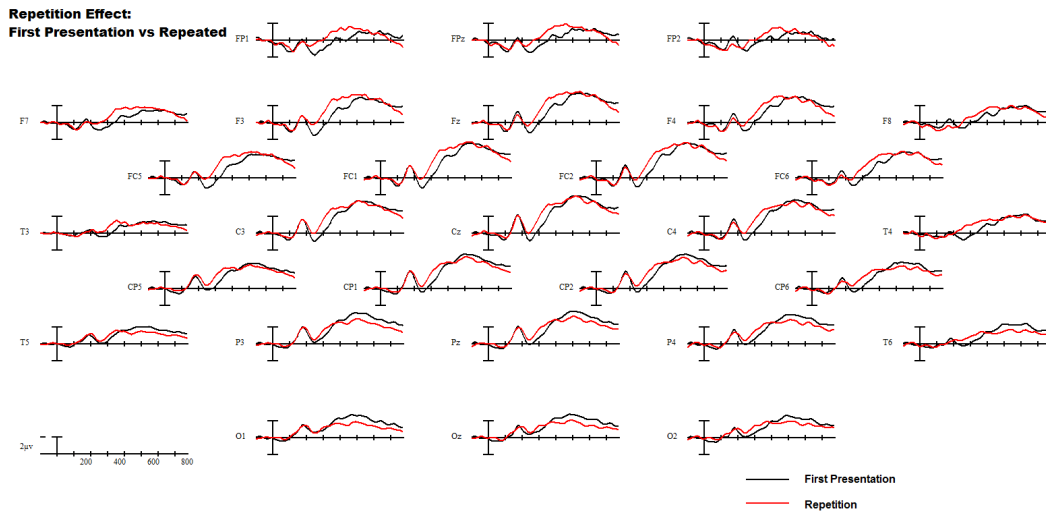 Repetition Effect:
First Presentation vs Repeated
FP1 FPz FP2
F7 F3 Fz F4 F8
FC5 FC1 FC2 FC6
T3 C3 Cz C4 T4
CP5 CP1 CP2 CP6
T5 P3 Pz P4 T6
O1 Oz O2
2µv
200 400 600 800
First Presentation
Repetition